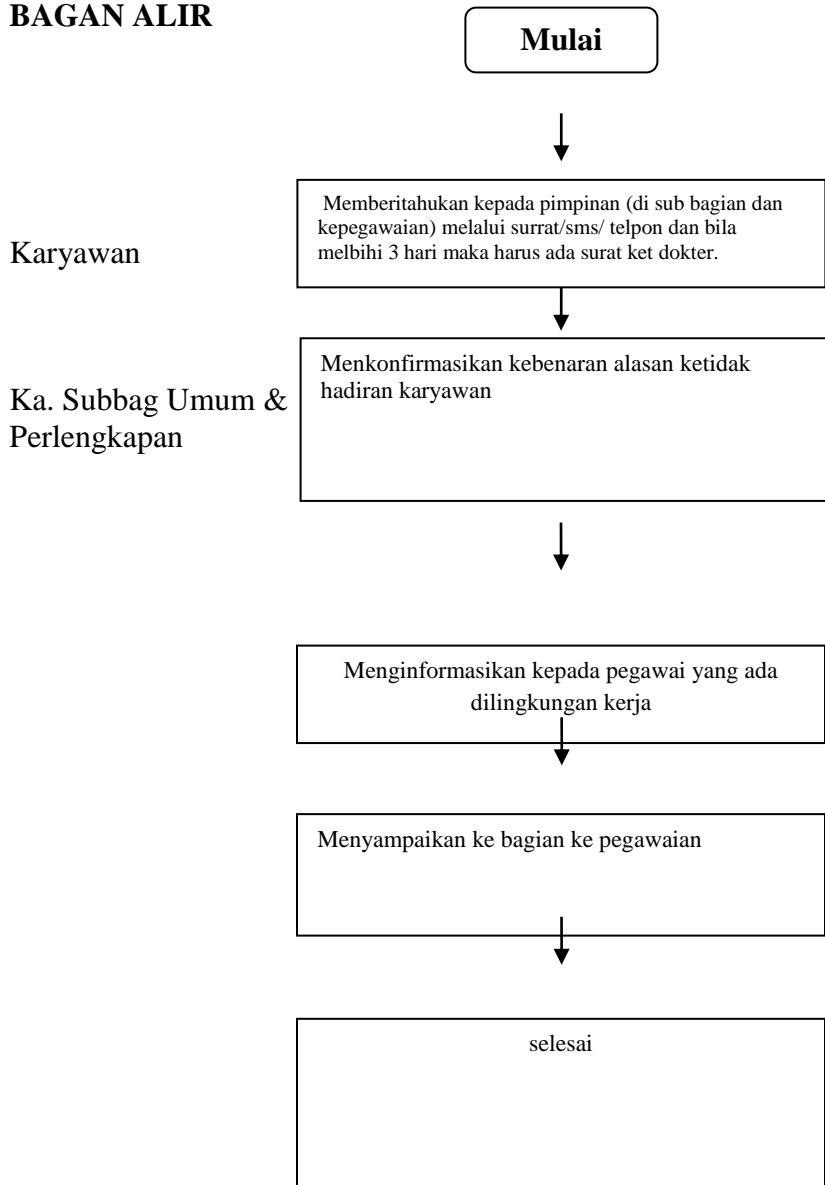 BAGAN ALIR
Mulai
Karyawan
Memberitahukan kepada pimpinan (di sub bagian dan
kepegawaian) melalui surrat/sms/ telpon dan bila
melbihi 3 hari maka harus ada surat ket dokter.
Ka. Subbag Umum &
Perlengkapan
Menkonfirmasikan kebenaran alasan ketidak
hadiran karyawan
Menginformasikan kepada pegawai yang ada
dilingkungan kerja
Menyampaikan ke bagian ke pegawaian
selesai